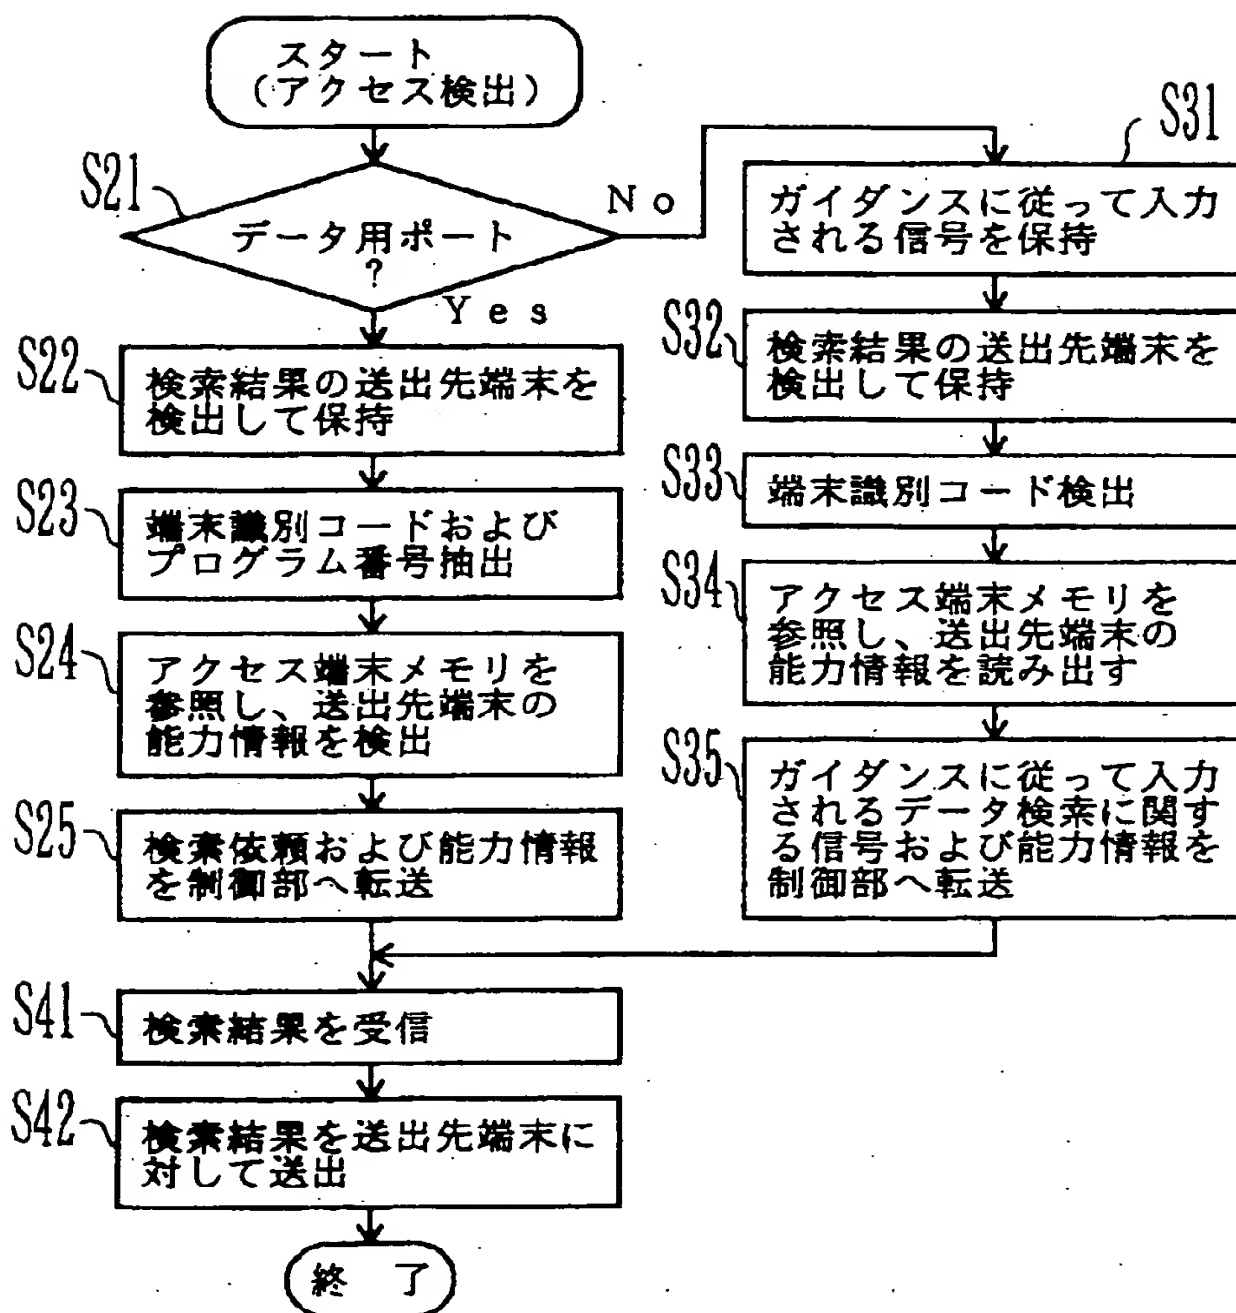 スタート
(アクセス検出)
S21
データ用ポート
?
No
Yes
S22
検索結果の送出先端末を
検出して保持
S23
端末識別コードおよび
プログラム番号抽出
S24
アクセス端末メモリを
参照し、送出先端末の
能力情報を検出
S25
検索依頼および能力情報
を制御部へ転送
S31
ガイダンスに従って入力
される信号を保持
S32
検索結果の送出先端末を
検出して保持
S33
端末識別コード検出
S34
アクセス端末メモリを
参照し、送出先端末の
能力情報を読み出す
S35
ガイダンスに従って入力
されるデータ検索に関す
る信号および能力情報を
制御部へ転送
S41
検索結果を受信
S42
検索結果を送出先端末に
対して送出
終 了